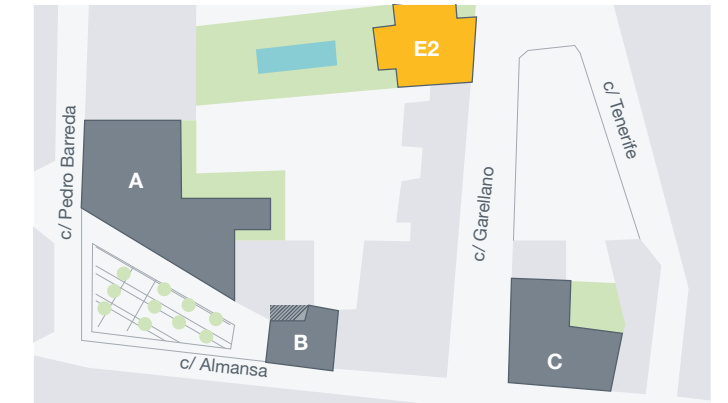 E2
c/ Tenerife
c/ Pedro Barreda
A
c/ Garellano
B
C
c/ Almansa